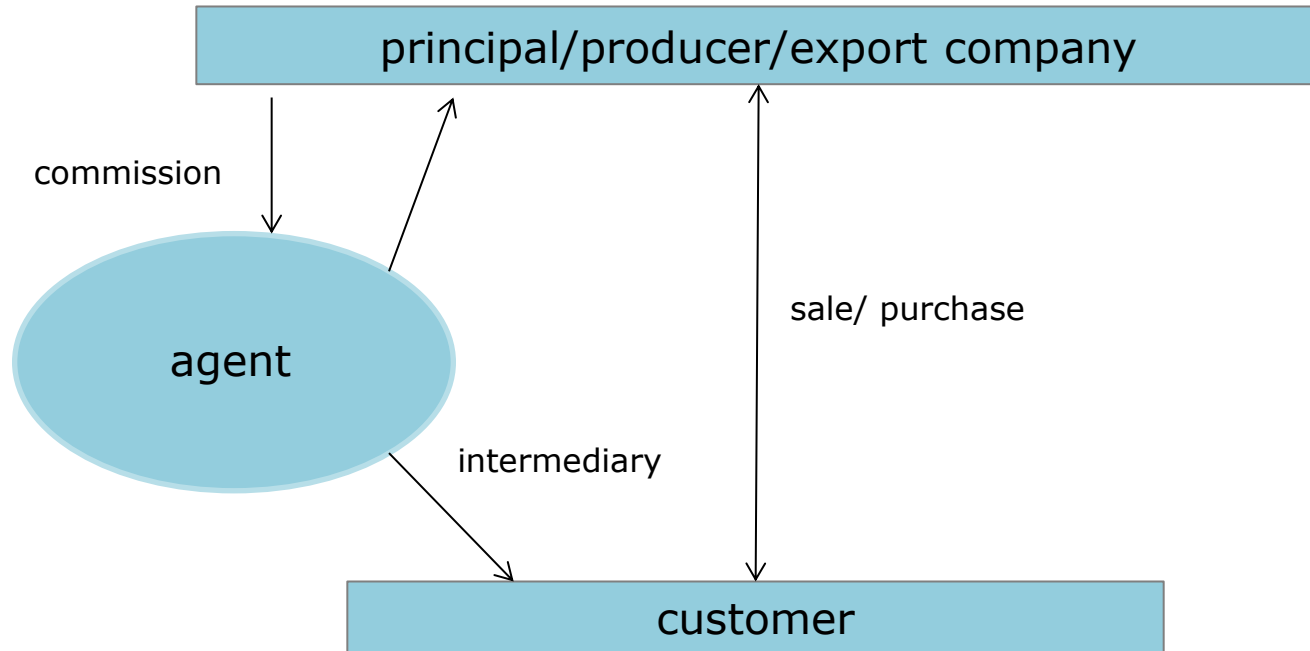 principal/producer/export company
commission
sale/ purchase
agent
intermediary
customer